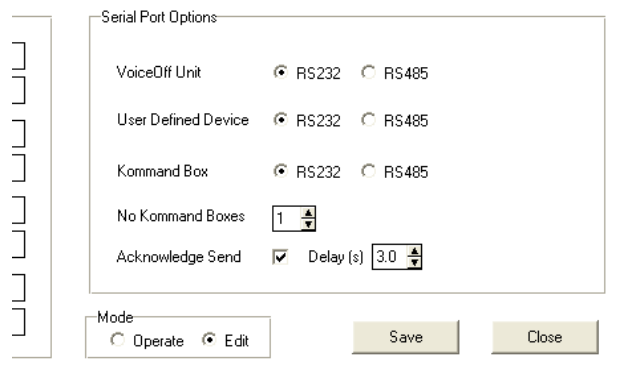 Serial Port Options
VoiceOff Unit RS232 RS485
User Defined Device RS232 RS485
Kommand Box RS232 RS485
No Kommand Boxes 1
Acknowledge Send Delay (s) 3.0
Mode
Operate Edit Save Close